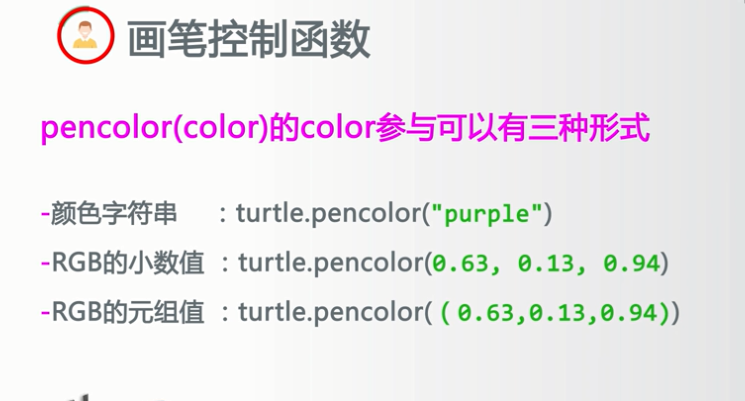 画笔控制函数
pencolor(color)的color参与可以有三种形式
-颜色字符串 : turtle.pencolor("purple")
-RGB的小数值 : turtle.pencolor(0.63, 0.13, 0.94)
-RGB的元组值 : turtle.pencolor( (0.63,0.13,0.94))